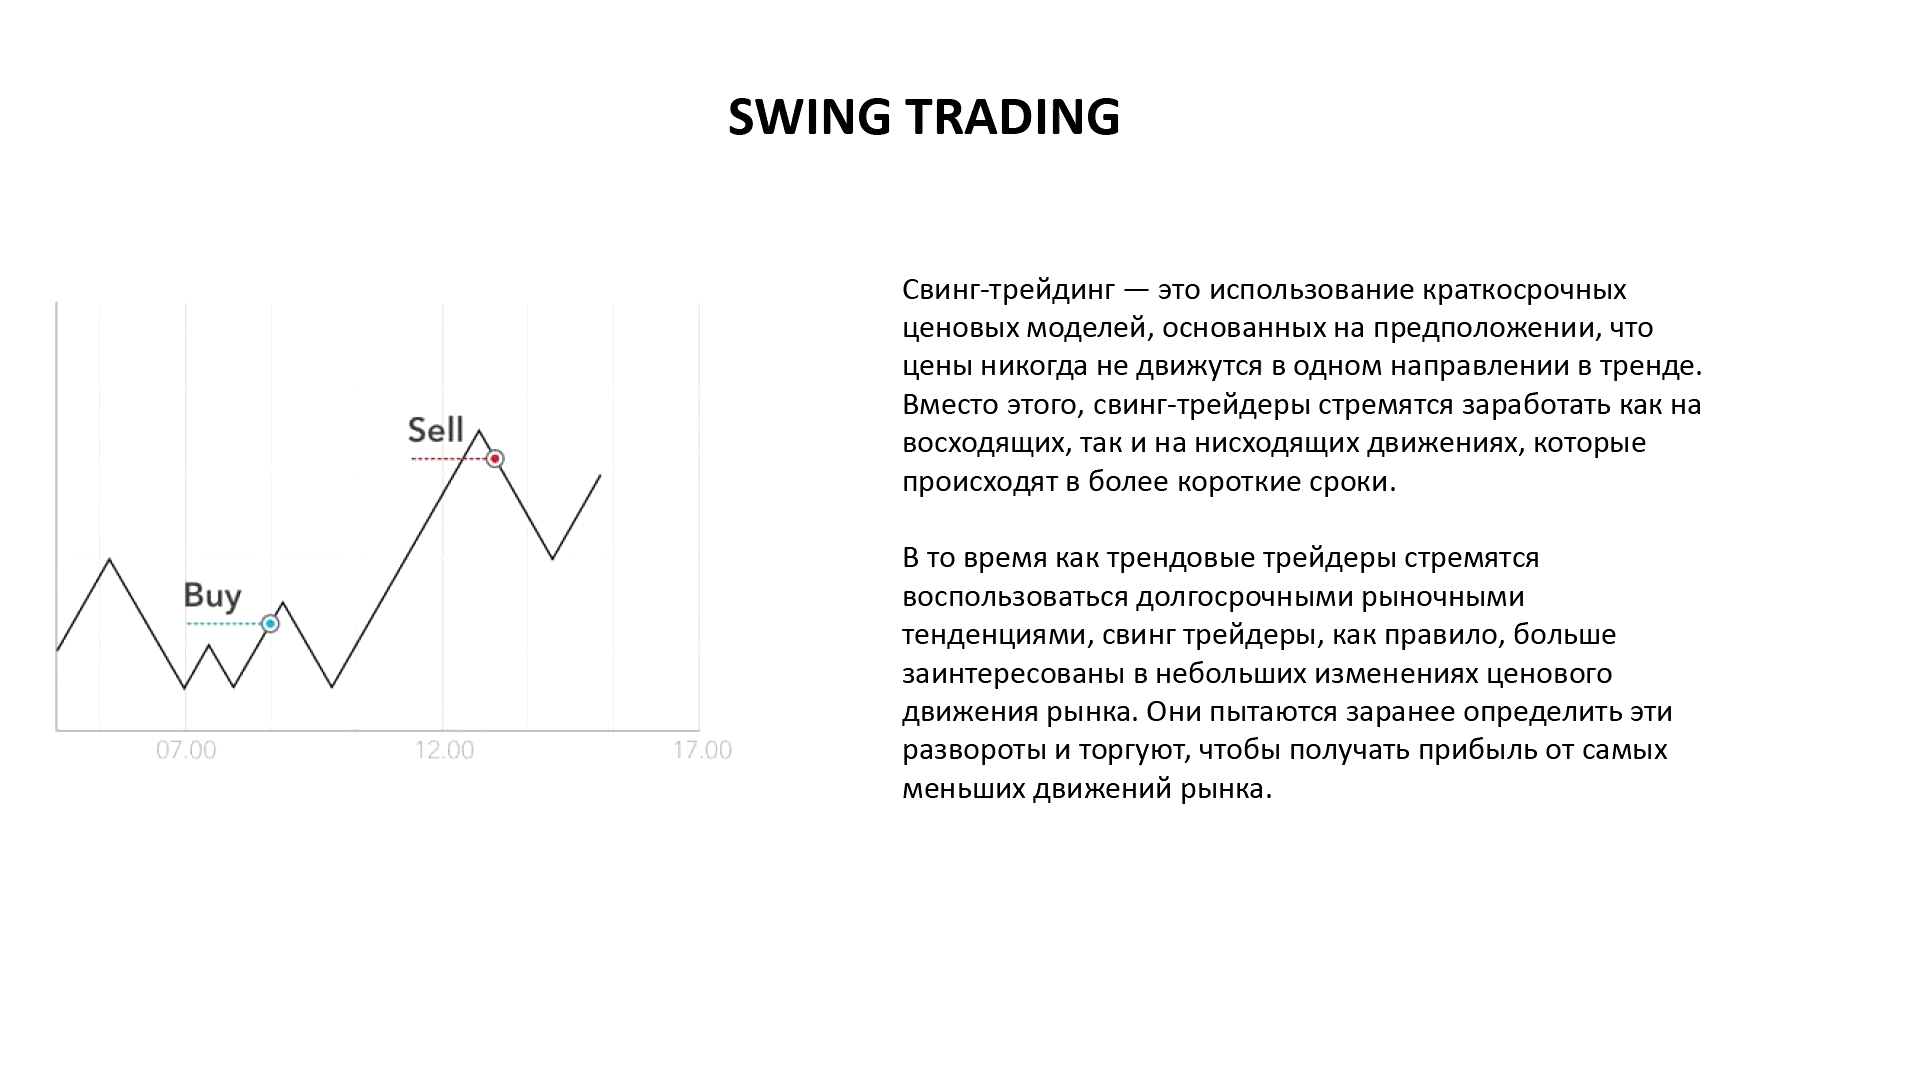 SWING TRADING
Sell
Buy
07.00
12.00
17.00
Свинг-трейдинг — это использование краткосрочных
ценовых моделей, основанных на предположении, что
цены никогда не движутся в одном направлении в тренде.
Вместо этого, свинг-трейдеры стремятся заработать как на
восходящих, так и на нисходящих движениях, которые
происходят в более короткие сроки.
В то время как трендовые трейдеры стремятся
воспользоваться долгосрочными рыночными
тенденциями, свинг трейдеры, как правило, больше
заинтересованы в небольших изменениях ценового
движения рынка. Они пытаются заранее определить эти
развороты и торгуют, чтобы получать прибыль от самых
меньших движений рынка.